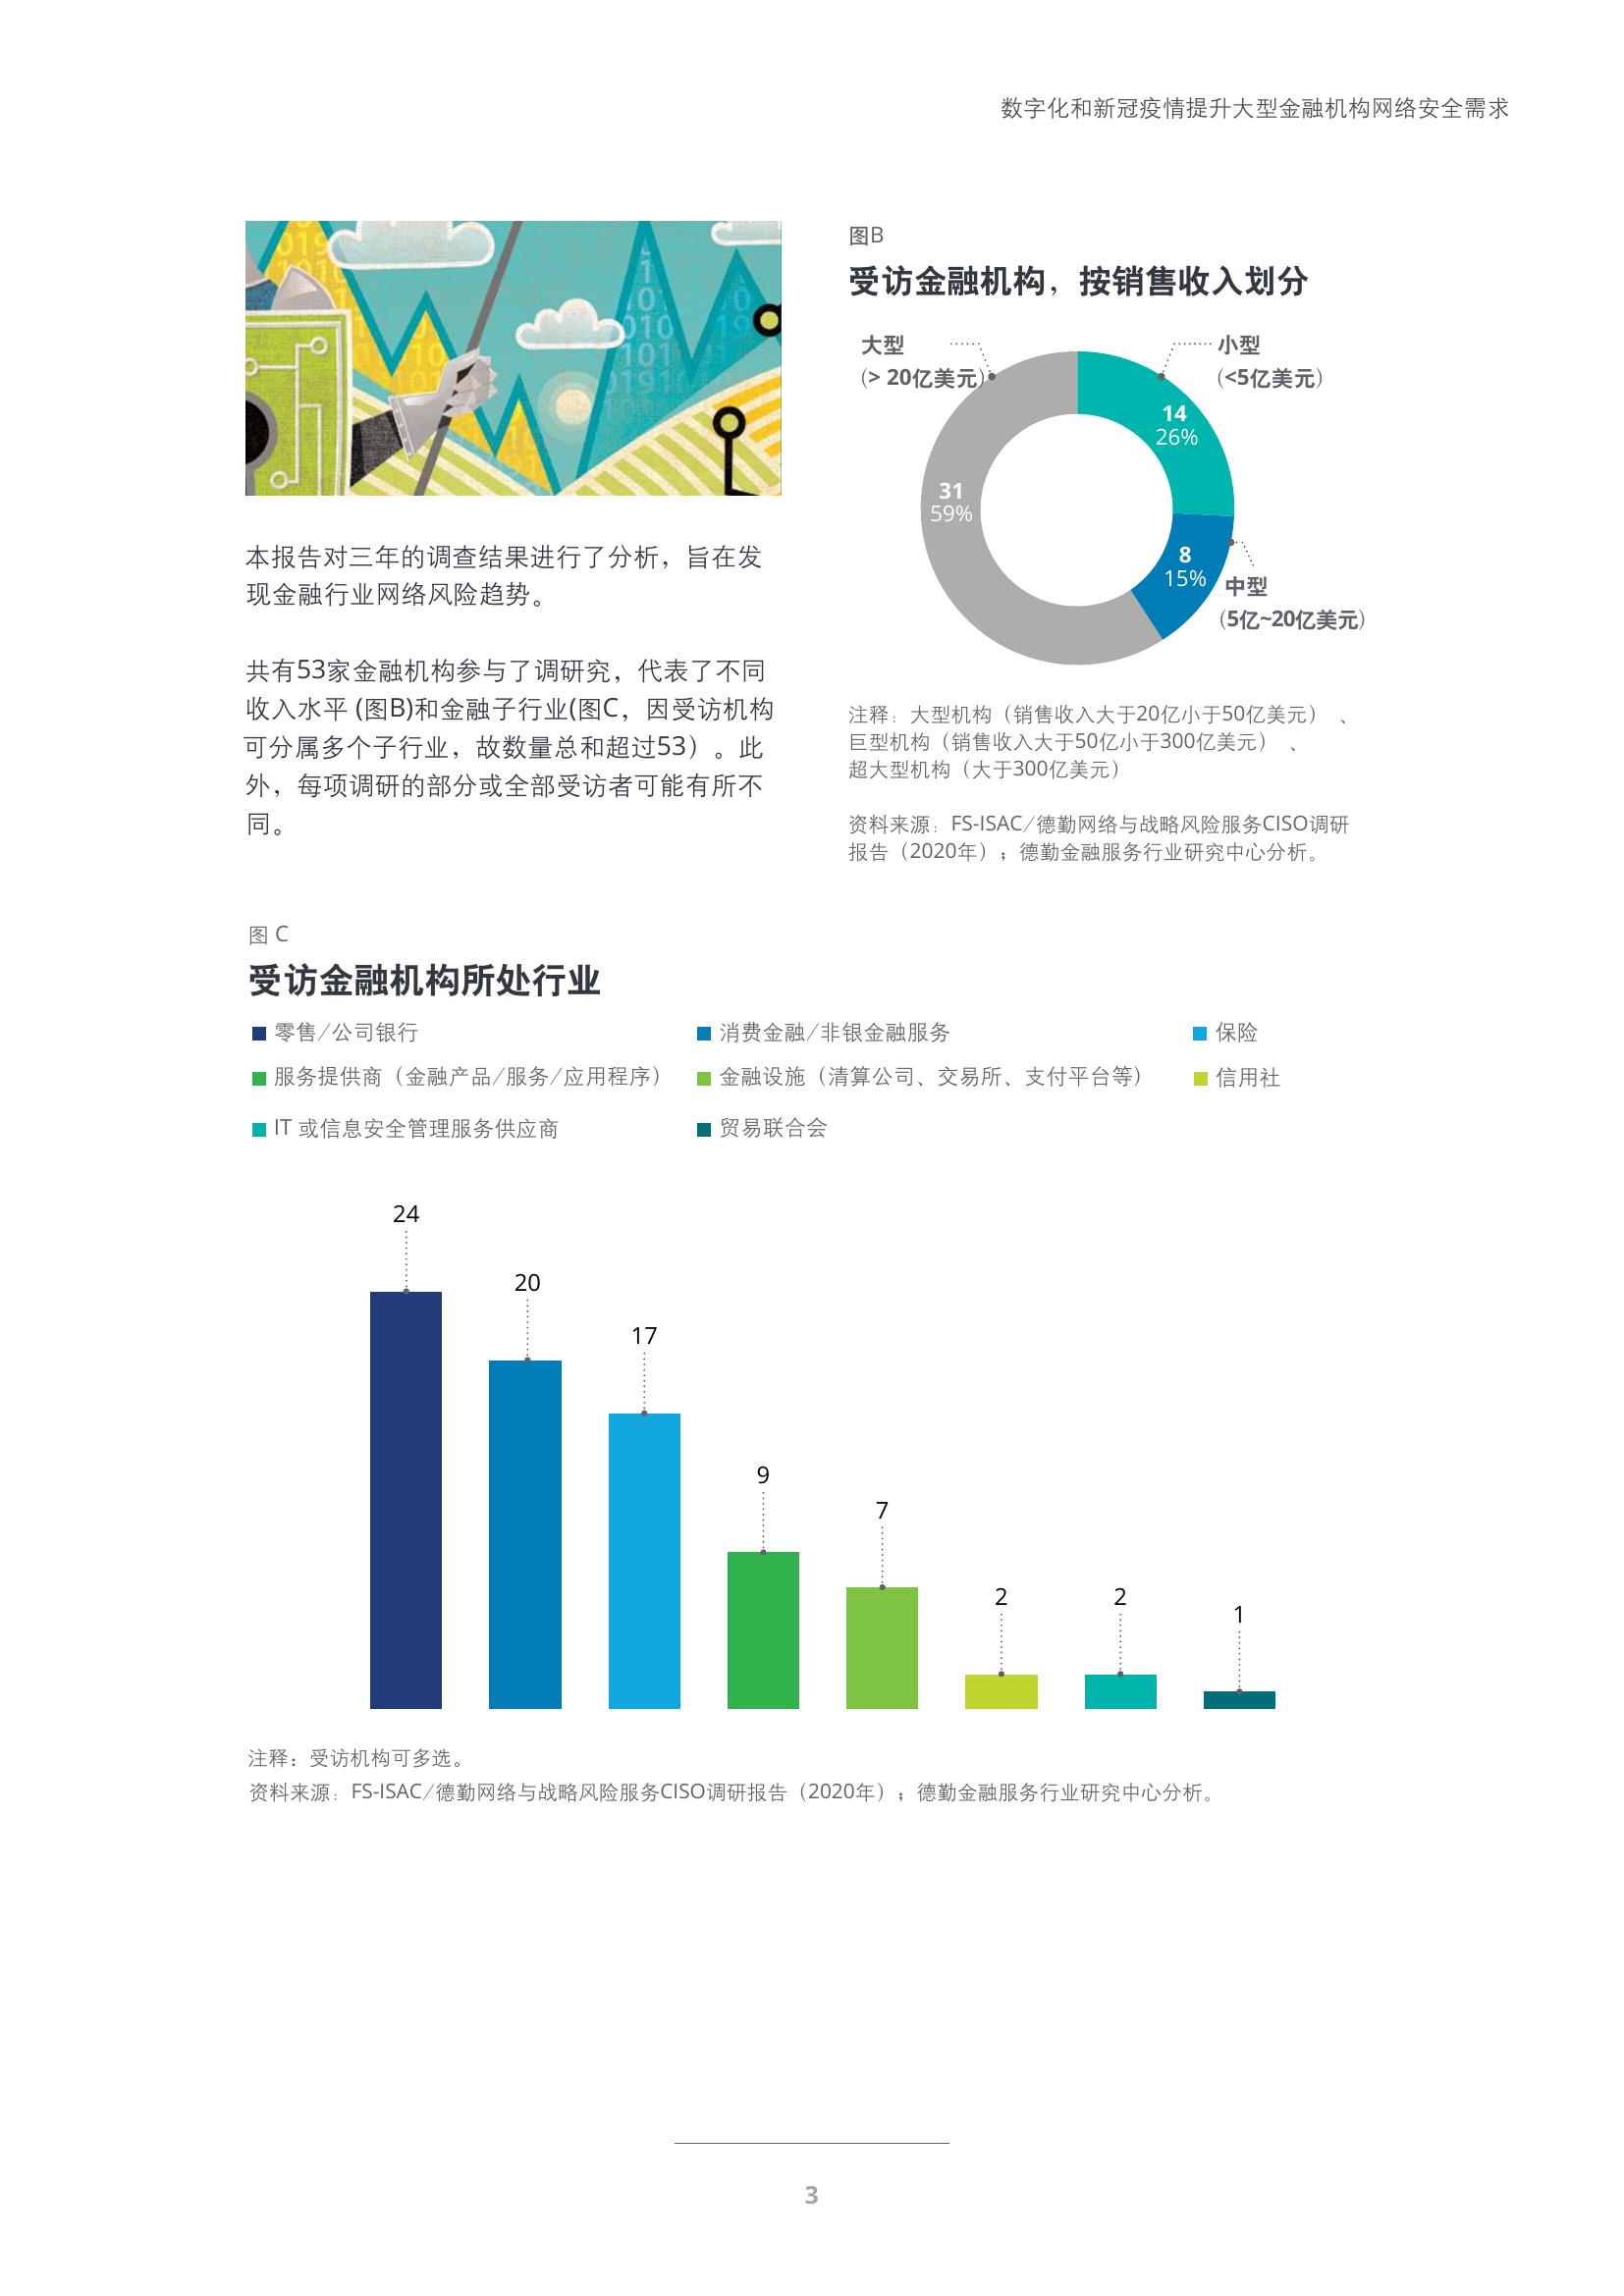 数字化和新冠疫情提升大型金融机构网络安全需求
本报告对三年的调查结果进行了分析，旨在发
现金融行业网络风险趋势。
共有53家金融机构参与了调研究，代表了不同
收入水平 (图B)和金融子行业(图C，因受访机构
可分属多个子行业，故数量总和超过53）。此
外，每项调研的部分或全部受访者可能有所不
同。
图B
受访金融机构，按销售收入划分
大型
（> 20亿美元）
小型
（<5亿美元）
14
26%
31
59%
8
15%
中型
（5亿~20亿美元）
注释：大型机构（销售收入大于20亿小于50亿美元） 、
巨型机构（销售收入大于50亿小于300亿美元） 、
超大型机构（大于300亿美元）
资料来源：FS-ISAC/德勤网络与战略风险服务CISO调研
报告（2020年）；德勤金融服务行业研究中心分析。
图 C
受访金融机构所处行业
零售/公司银行
消费金融/非银金融服务
保险
服务提供商（金融产品/服务/应用程序）
金融设施（清算公司、交易所、支付平台等）
信用社
IT 或信息安全管理服务供应商
贸易联合会
24
20
17
9
7
2
2
1
注释：受访机构可多选。
资料来源：FS-ISAC/德勤网络与战略风险服务CISO调研报告（2020年）；德勤金融服务行业研究中心分析。
3